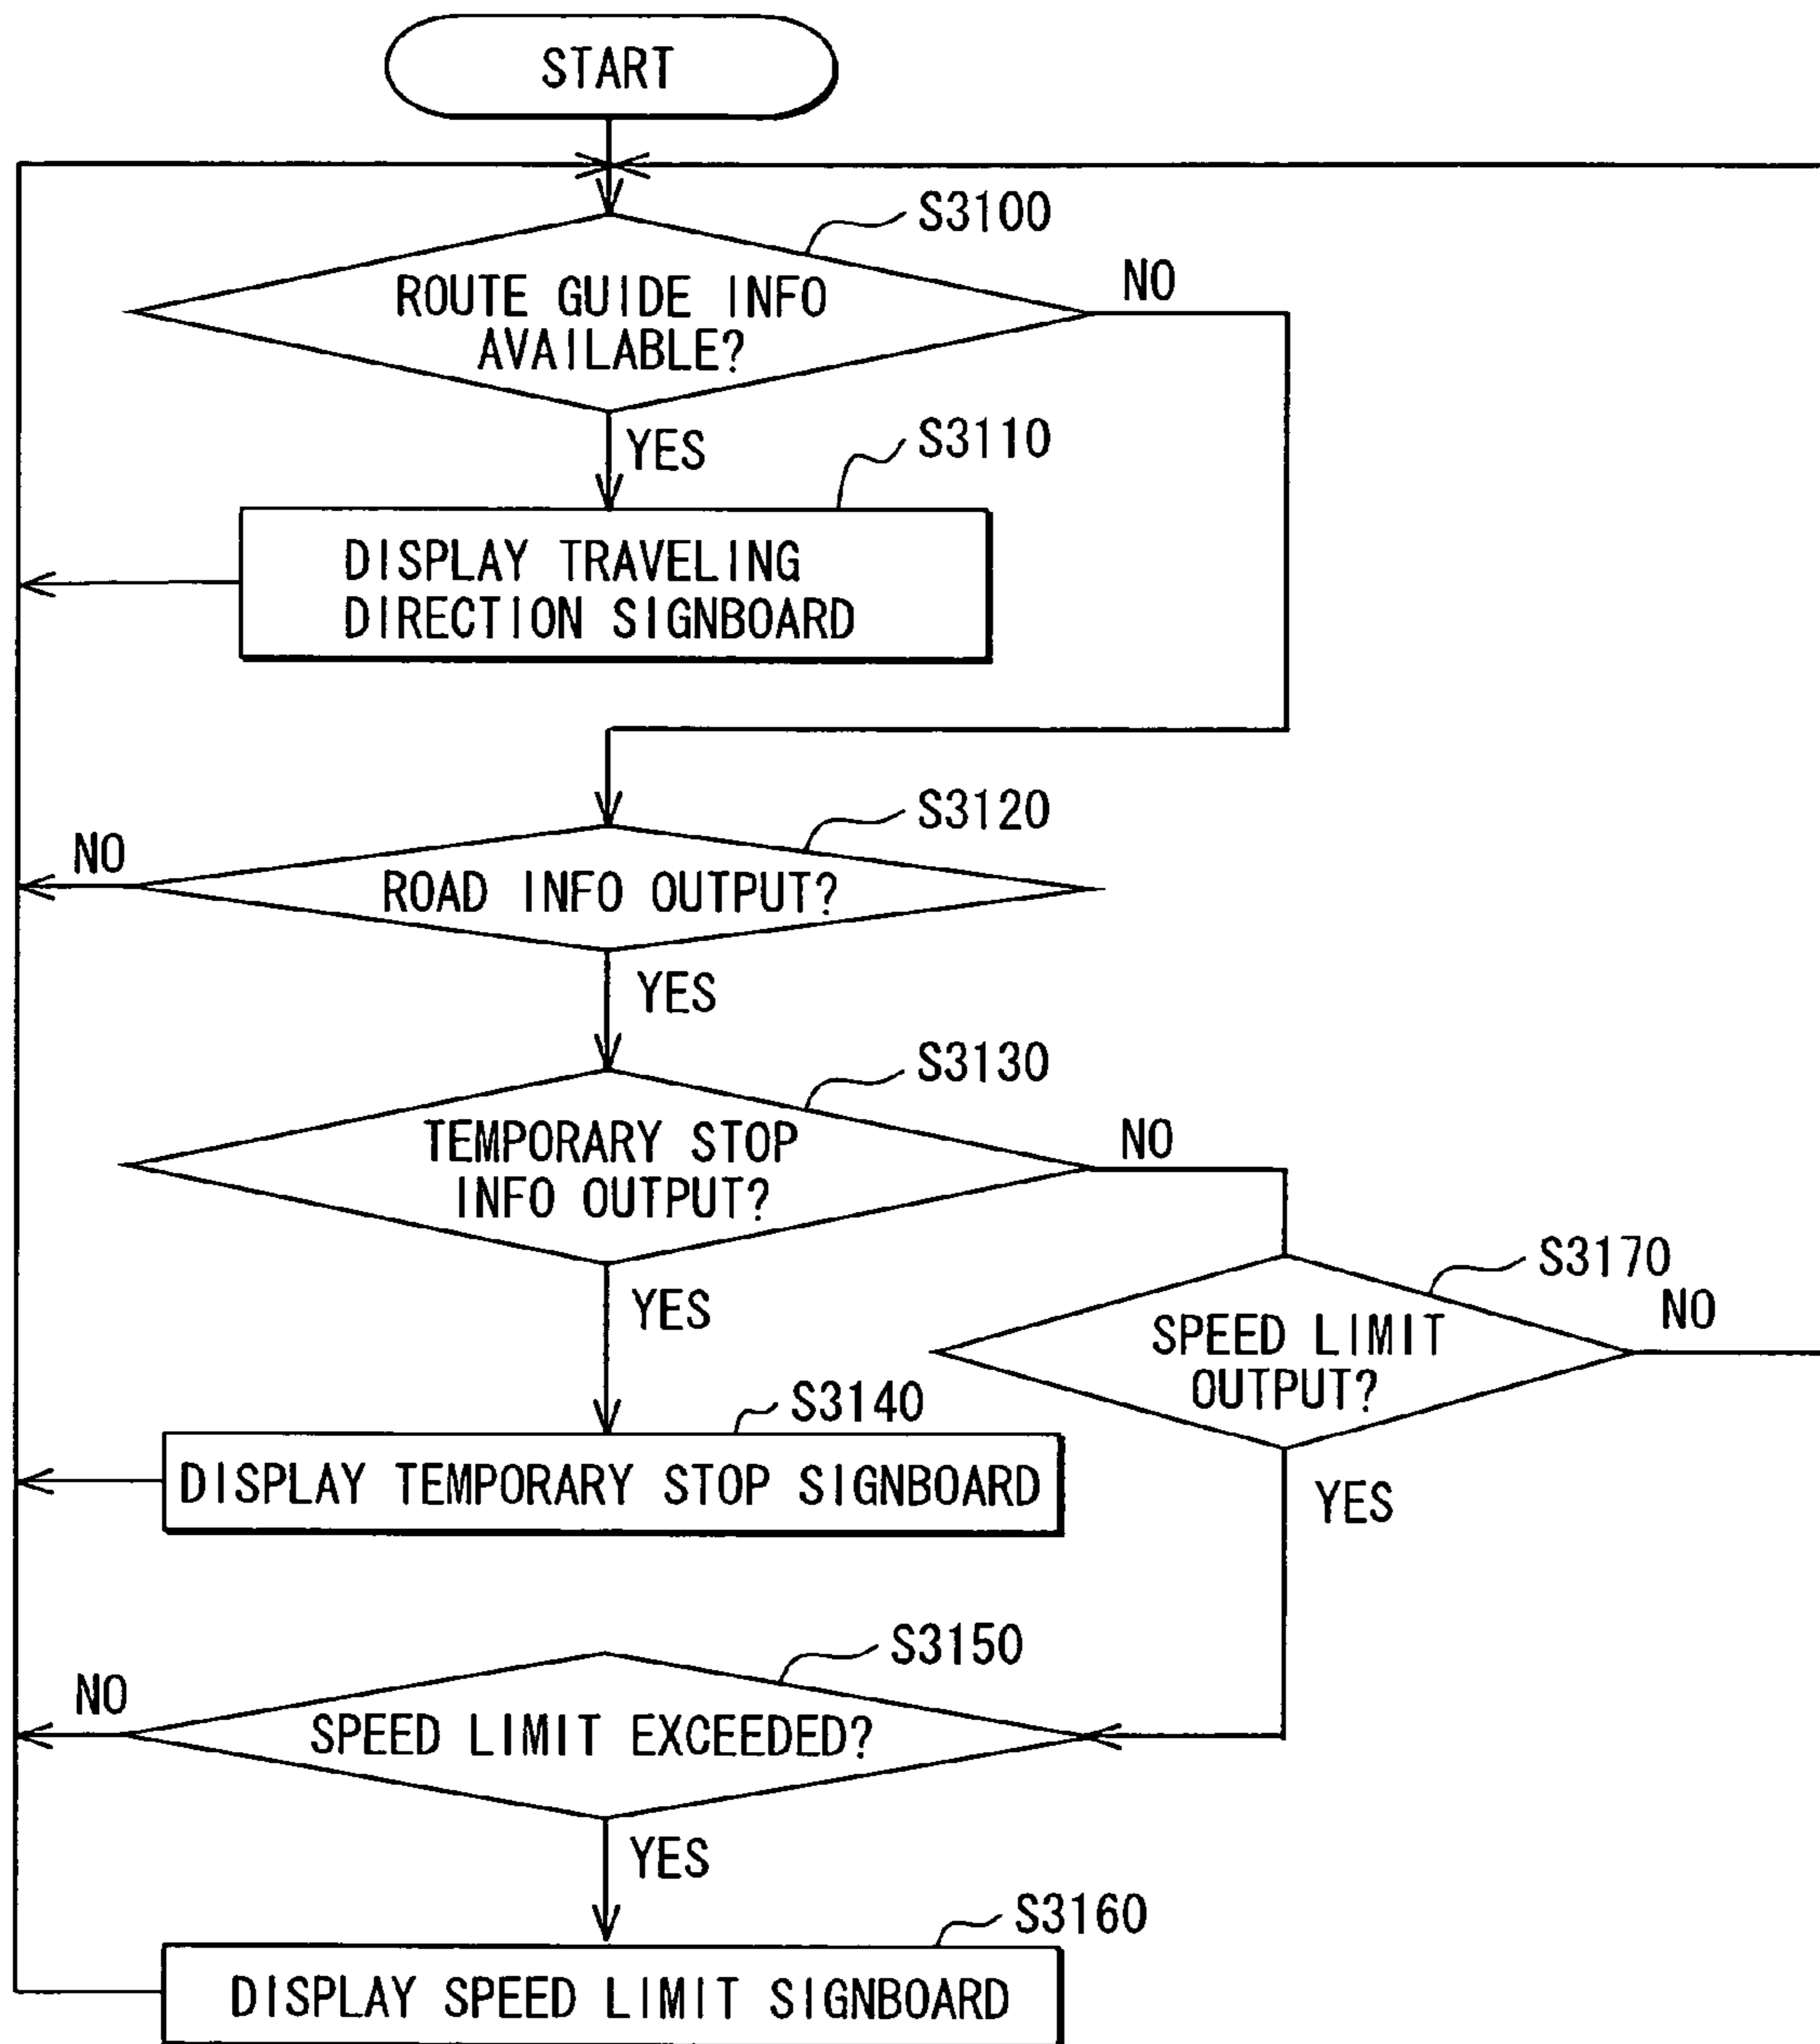 START
S3100
ROUTE GUIDE INFO
AVAILABLE?
NO
YES
S3110
DISPLAY TRAVELING
DIRECTION SIGNBOARD
S3120
NO
ROAD INFO OUTPUT?
YES
S3130
TEMPORARY STOP
INFO OUTPUT?
NO
YES
S3170
SPEED LIMIT
OUTPUT?
NO
YES
S3140
DISPLAY TEMPORARY STOP SIGNBOARD
S3150
NO
SPEED LIMIT EXCEEDED?
YES
S3160
DISPLAY SPEED LIMIT SIGNBOARD